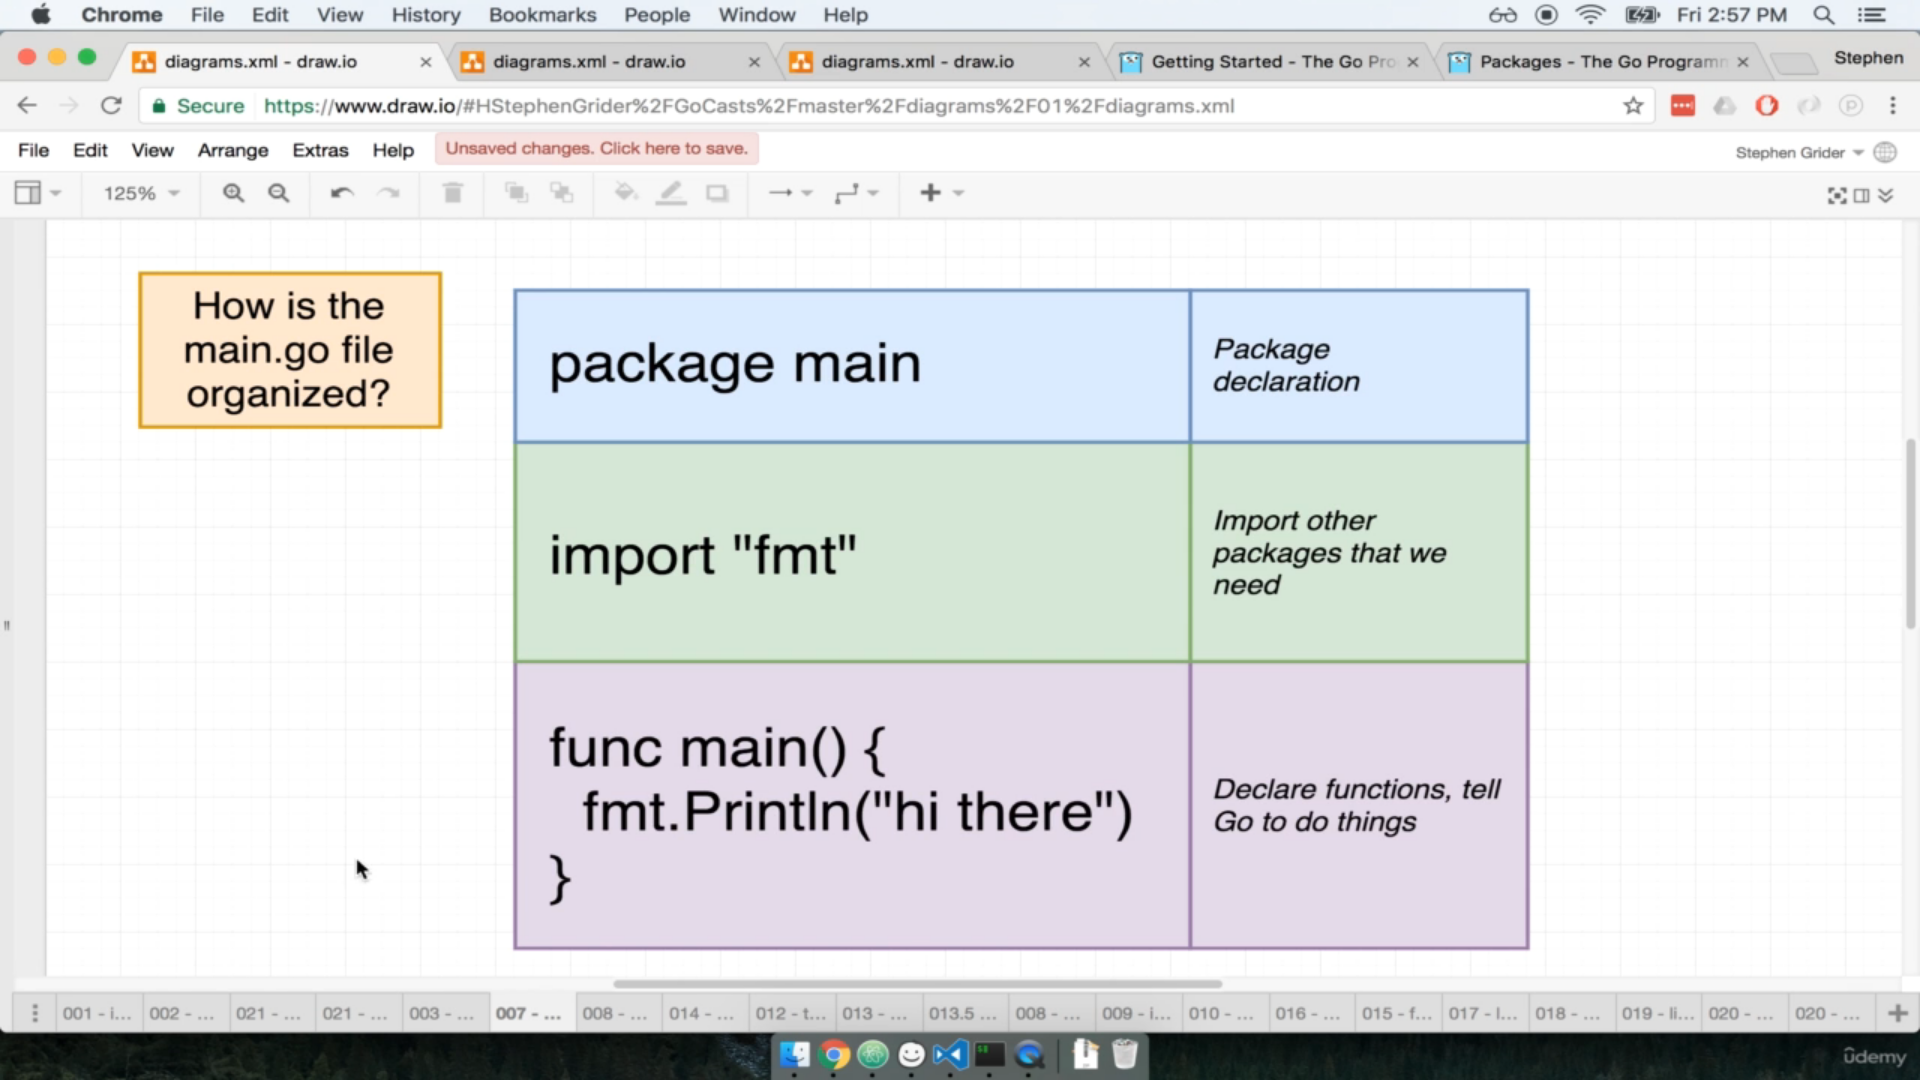 Chrome File Edit View History Bookmarks People Window Help Fri 2:57 PM
diagrams.xml - draw.io diagrams.xml - draw.io diagrams.xml - draw.io Getting Started - The Go Pro Packages - The Go Programm Stephen
Secure https://www.draw.io/#HStephenGrider%2FGoCasts%2Fmaster%2Fdiagrams%2F01%2Fdiagrams.xml
File Edit View Arrange Extras Help Unsaved changes. Click here to save. Stephen Grider
125%
How is the
main.go file
organized?
package main
Package
declaration
import "fmt"
Import other
packages that we
need
func main() {
fmt.Println("hi there")
}
Declare functions, tell
Go to do things
001 - i... 002 - ... 021 - ... 021 - ... 003 - ... 007 - ... 008 - ... 014 - ... 012 - t... 013 - ... 013.5 ... 008 - ... 009 - i... 010 - ... 016 - ... 015 - f... 017 - l... 018 - ... 019 - li... 020 - ... 020 - ...
ûdemy